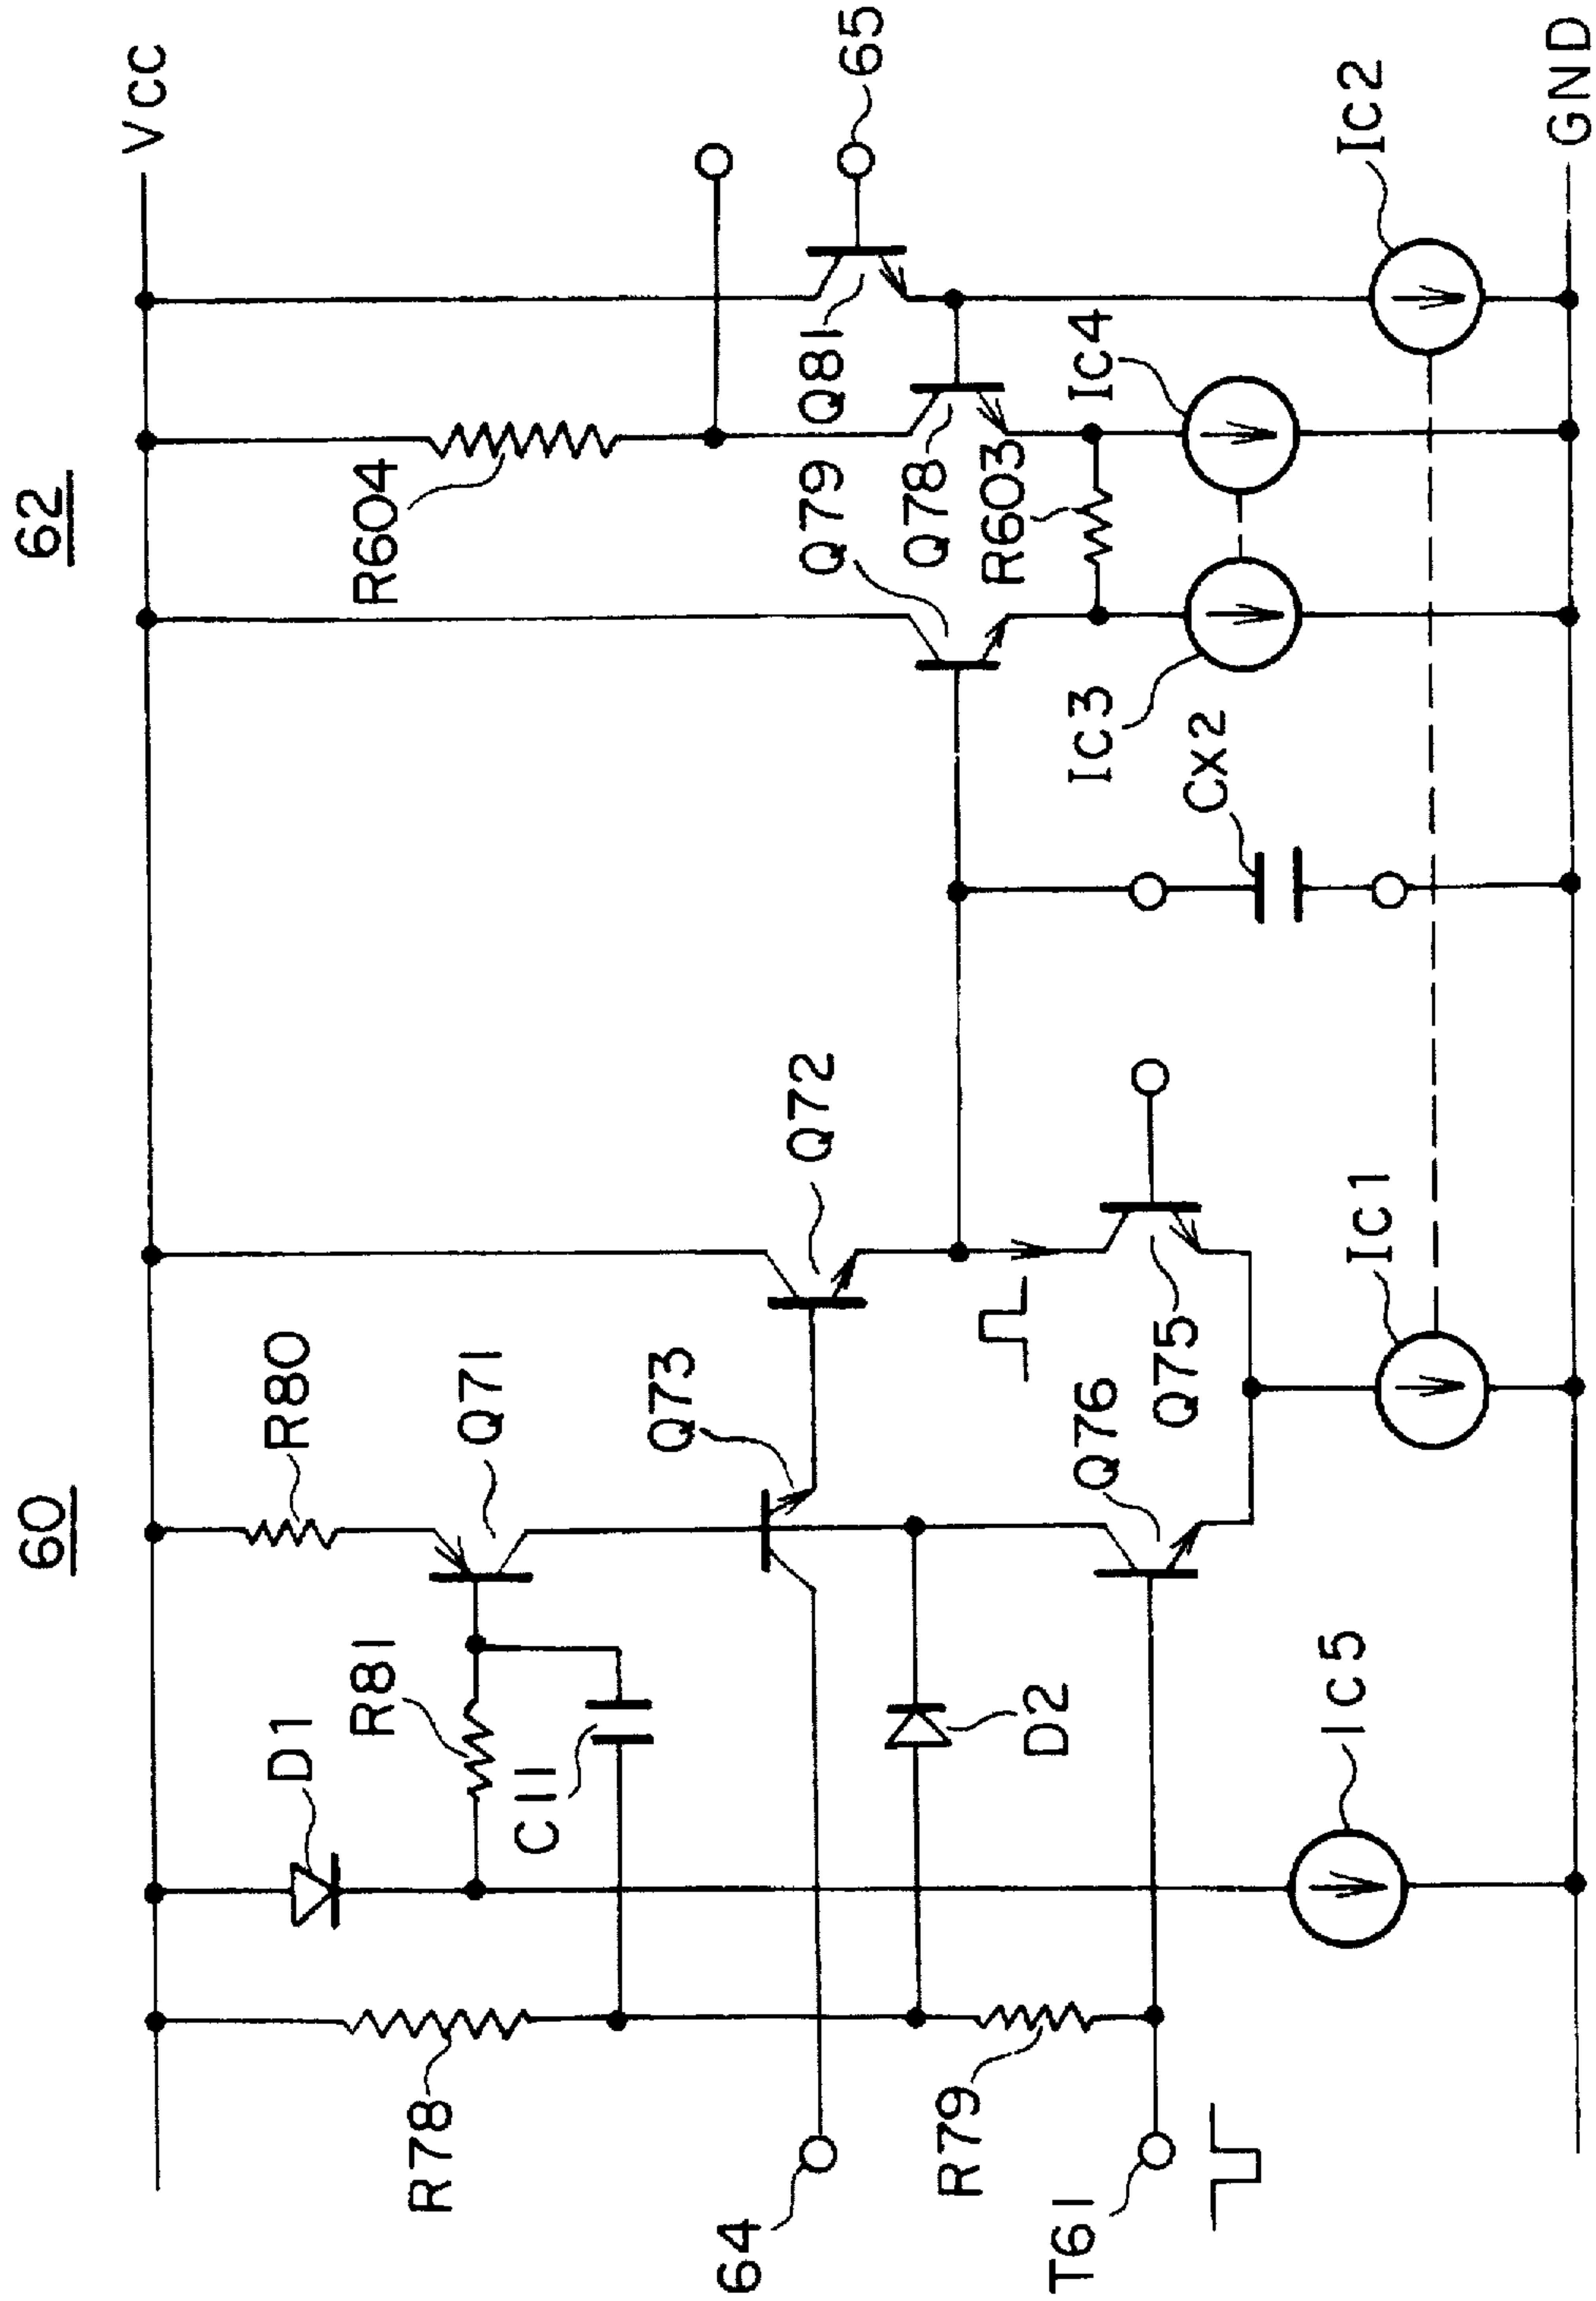 60
62
VCC
R78
D1
R80
R604
R81
Q71
C11
64
Q73
Q72
Q79
Q81
65
R79
D2
Q78
R603
T61
Q76
Q75
IC3
IC4
CX2
IC5
IC1
IC2
GND